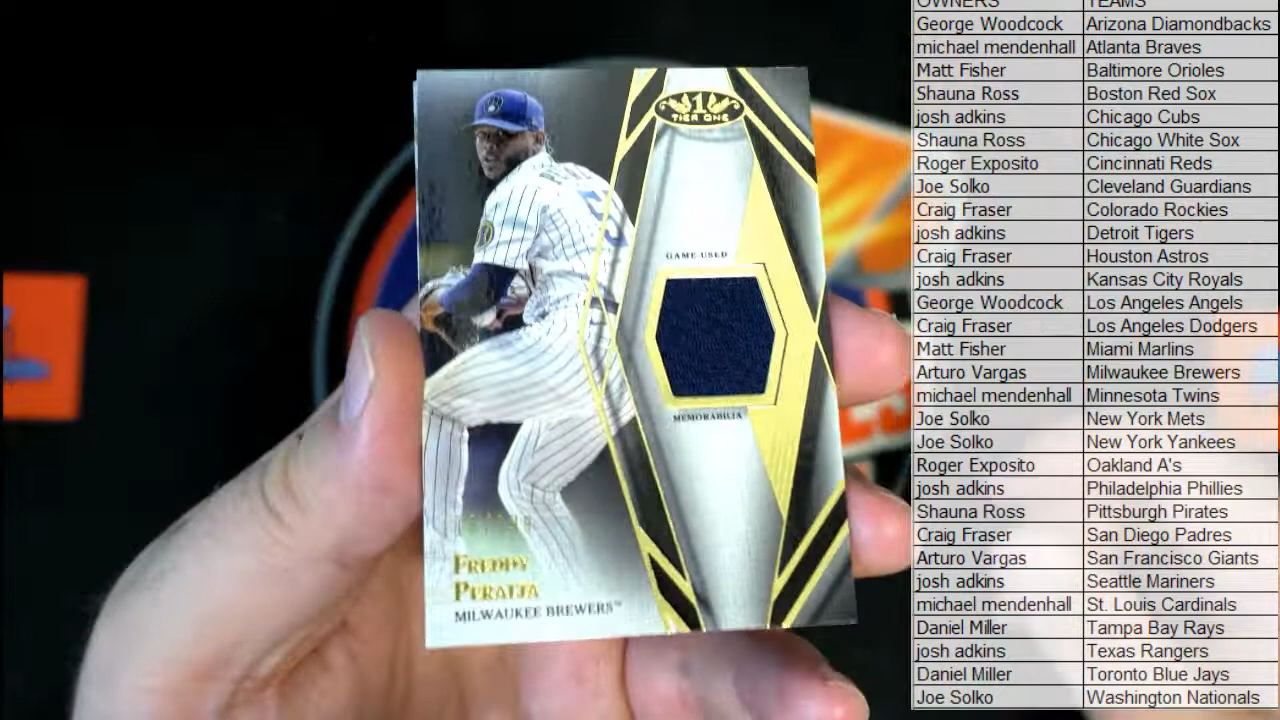 1
TIER ONE
GAME-USED
MEMORABILIA
FREDDY
PERALTA
MILWAUKEE BREWERS™
OWNERS TEAMS
George Woodcock Arizona Diamondbacks
michael mendenhall Atlanta Braves
Matt Fisher Baltimore Orioles
Shauna Ross Boston Red Sox
josh adkins Chicago Cubs
Shauna Ross Chicago White Sox
Roger Exposito Cincinnati Reds
Joe Solko Cleveland Guardians
Craig Fraser Colorado Rockies
josh adkins Detroit Tigers
Craig Fraser Houston Astros
josh adkins Kansas City Royals
George Woodcock Los Angeles Angels
Craig Fraser Los Angeles Dodgers
Matt Fisher Miami Marlins
Arturo Vargas Milwaukee Brewers
michael mendenhall Minnesota Twins
Joe Solko New York Mets
Joe Solko New York Yankees
Roger Exposito Oakland A's
josh adkins Philadelphia Phillies
Shauna Ross Pittsburgh Pirates
Craig Fraser San Diego Padres
Arturo Vargas San Francisco Giants
josh adkins Seattle Mariners
michael mendenhall St. Louis Cardinals
Daniel Miller Tampa Bay Rays
josh adkins Texas Rangers
Daniel Miller Toronto Blue Jays
Joe Solko Washington Nationals